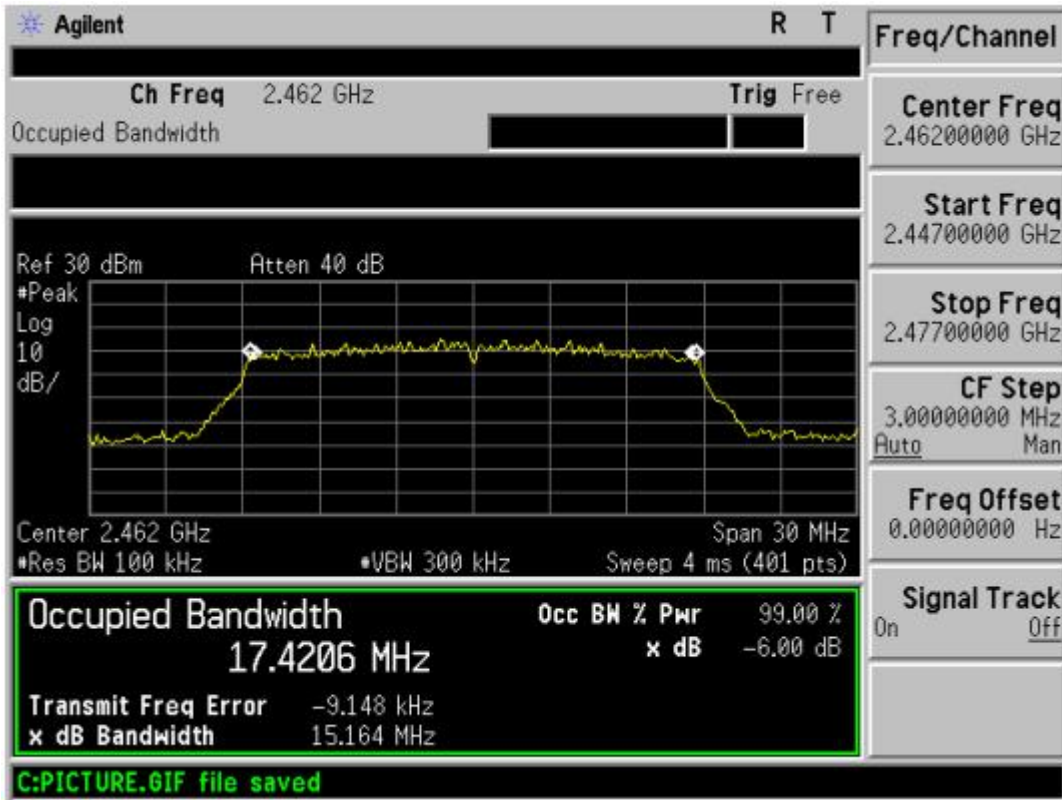 Agilent R T
Ch Freq 2.462 GHz Trig Free
Occupied Bandwidth
Ref 30 dBm Atten 40 dB
#Peak
Log
10
dB/
Center 2.462 GHz Span 30 MHz
#Res BW 100 kHz #VBW 300 kHz Sweep 4 ms (401 pts)
Occupied Bandwidth Occ BW % Pwr 99.00 %
17.4206 MHz x dB -6.00 dB
Transmit Freq Error -9.148 kHz
x dB Bandwidth 15.164 MHz
C:PICTURE.GIF file saved
Freq/Channel
Center Freq
2.46200000 GHz
Start Freq
2.44700000 GHz
Stop Freq
2.47700000 GHz
CF Step
3.00000000 MHz
Auto Man
Freq Offset
0.00000000 Hz
Signal Track
On Off